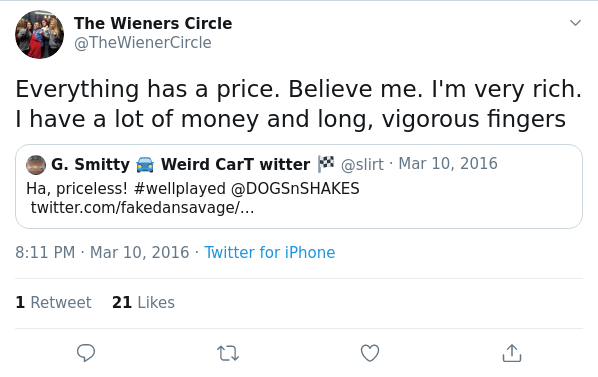 The Wieners Circle
@TheWienerCircle
Everything has a price. Believe me. I'm very rich.
I have a lot of money and long, vigorous fingers
G. Smitty 🚘 Weird CarT witter 🏁 @slirt · Mar 10, 2016
Ha, priceless! #wellplayed @DOGSnSHAKES
twitter.com/fakedansavage/…
8:11 PM · Mar 10, 2016 · Twitter for iPhone
1 Retweet 21 Likes